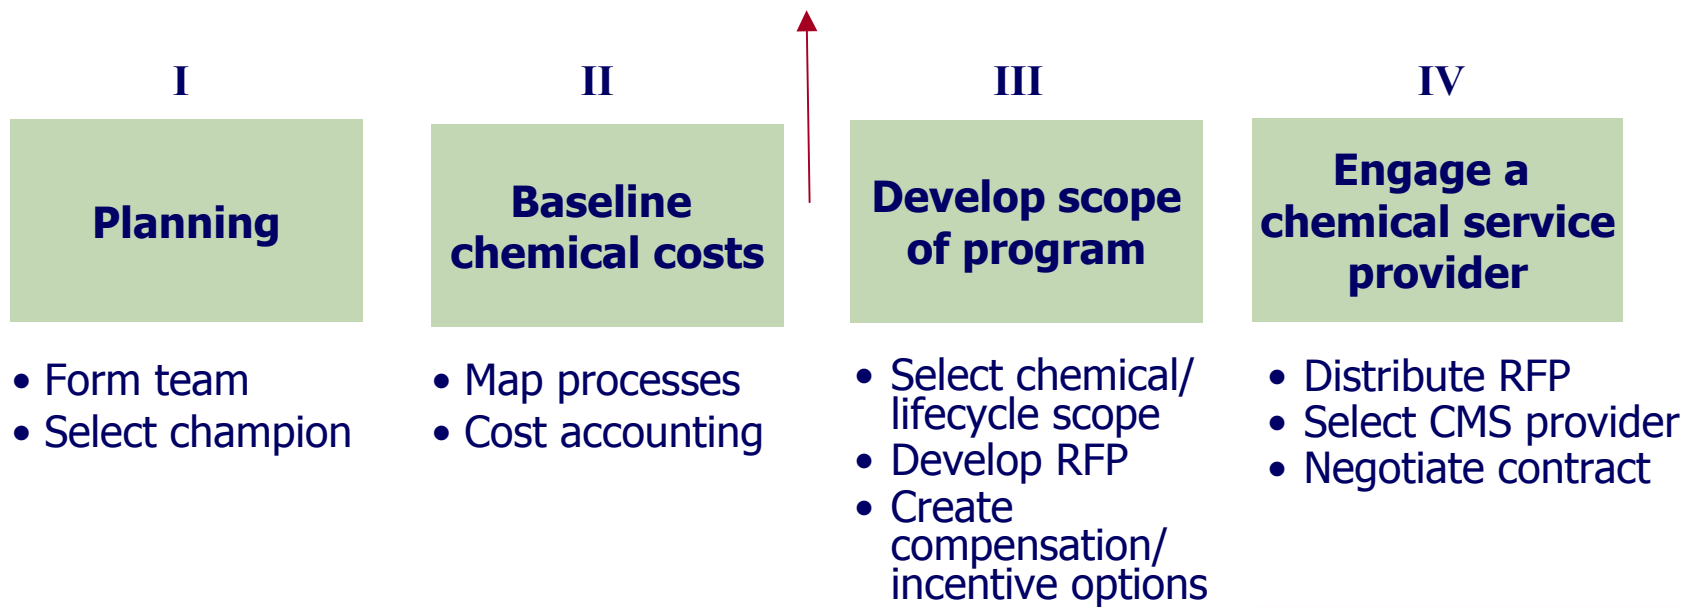 I
Planning
• Form team
• Select champion
II
Baseline
chemical costs
• Map processes
• Cost accounting
III
Develop scope
of program
• Select chemical/
lifecycle scope
• Develop RFP
• Create
compensation/
incentive options
IV
Engage a
chemical service
provider
• Distribute RFP
• Select CMS provider
• Negotiate contract